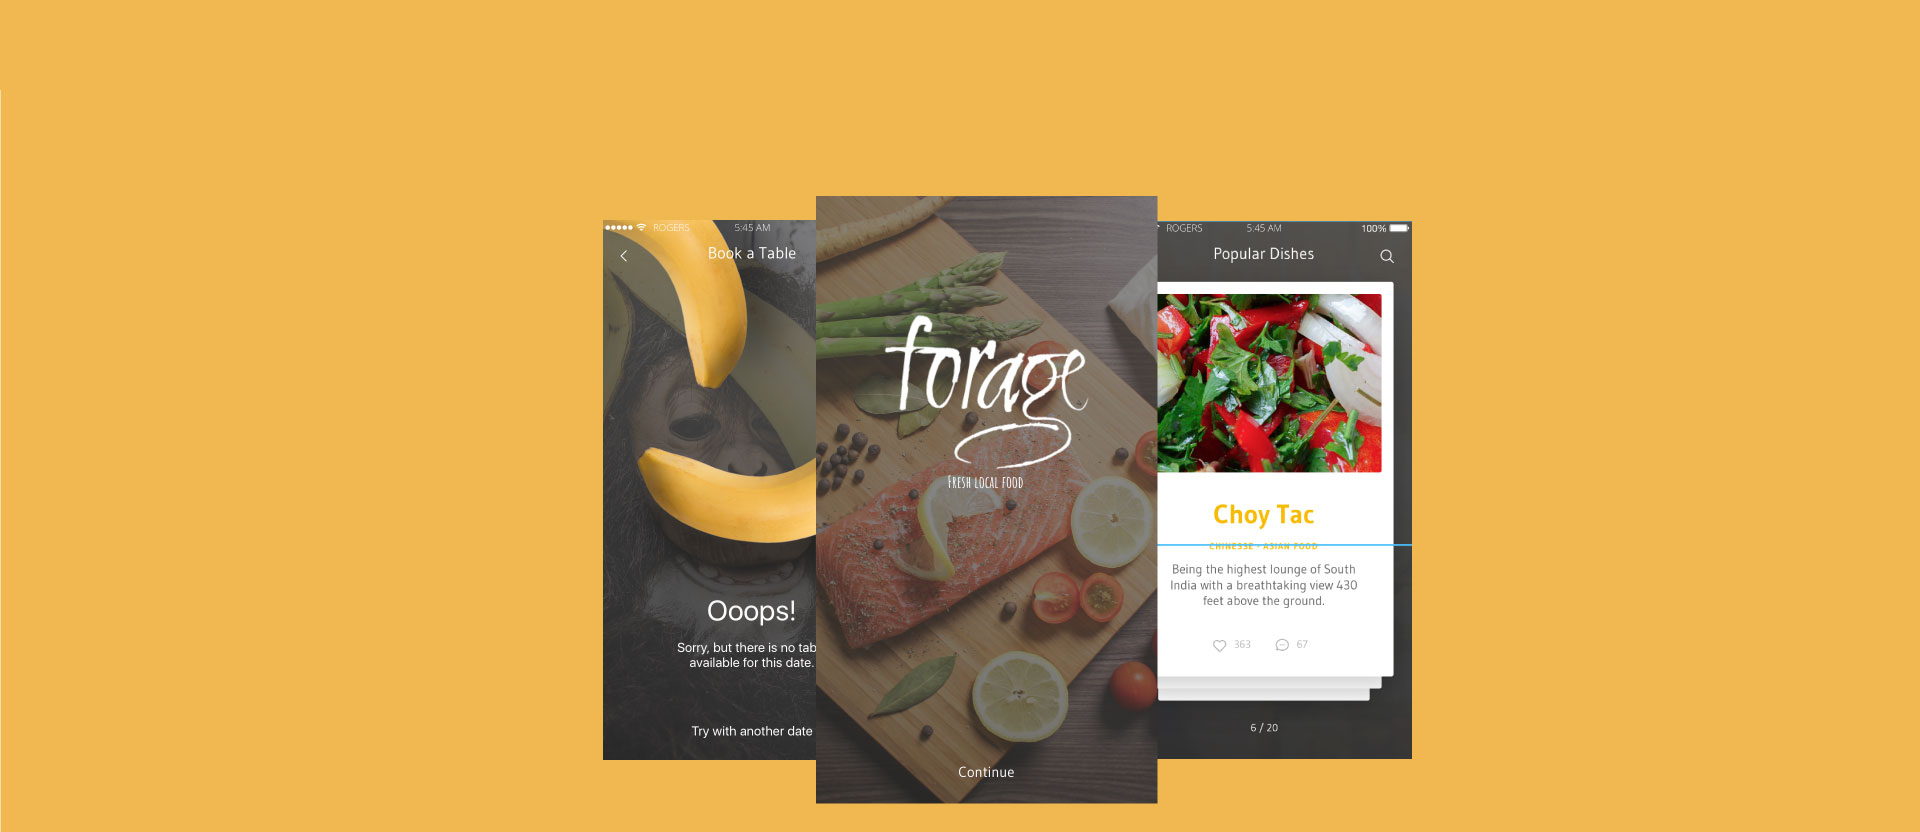 ROGERS 5:45 AM
Book a Table
Ooops!
Sorry, but there is no tab
available for this date.
Try with another date
forage
FRESH LOCAL FOOD
Continue
ROGERS 5:45 AM 100%
Popular Dishes
Choy Tac
CHINESSE - ASIAN FOOD
Being the highest lounge of South
India with a breathtaking view 430
feet above the ground.
363 67
6 / 20